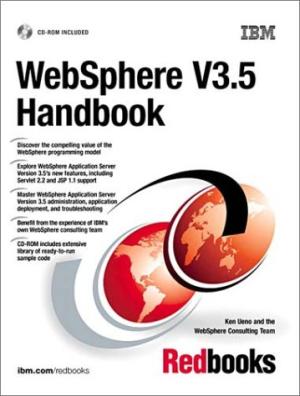 CD-ROM INCLUDED
IBM
WebSphere V3.5
Handbook
Discover the compelling value of the
WebSphere programming model
Explore WebSphere Application Server
Version 3.5's new features, including
Servlet 2.2 and JSP 1.1 support
Master WebSphere Application Server
Version 3.5 administration, application
deployment, and troubleshooting
Benefit from the experience of IBM's
own WebSphere consulting team
CD-ROM includes extensive
library of ready-to-run
sample code
Ken Ueno and the
WebSphere Consulting Team
ibm.com/redbooks
Redbooks